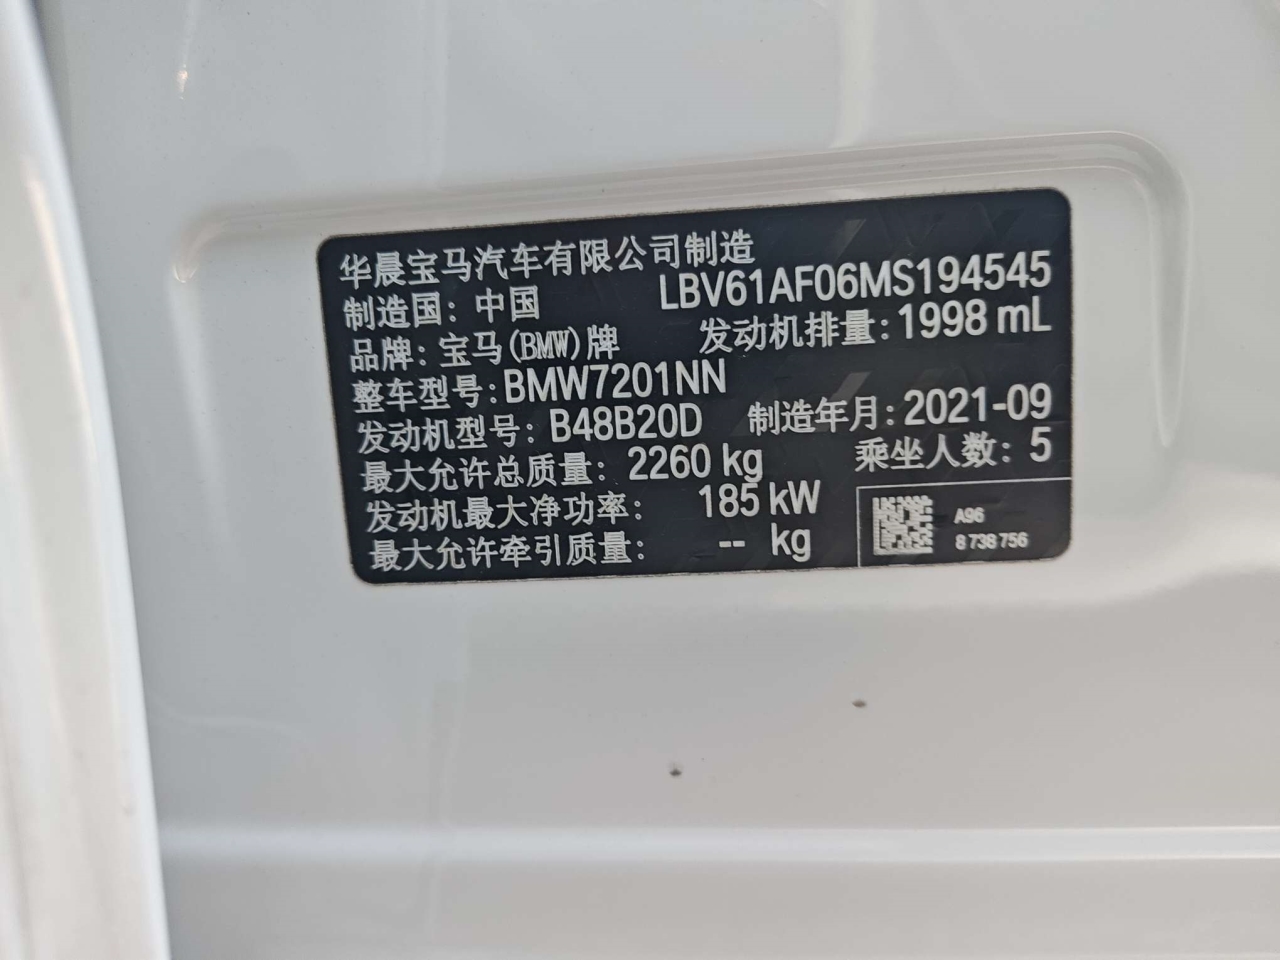 华晨宝马汽车有限公司制造
制造国：中国 LBV61AF06MS194545
品牌：宝马(BMW)牌 发动机排量：1998 mL
整车型号：BMW7201NN
发动机型号：B48B20D 制造年月：2021-09
最大允许总质量：2260 kg 乘坐人数：5
发动机最大净功率：185 kW
最大允许牵引质量：-- kg
A96
8 738 756